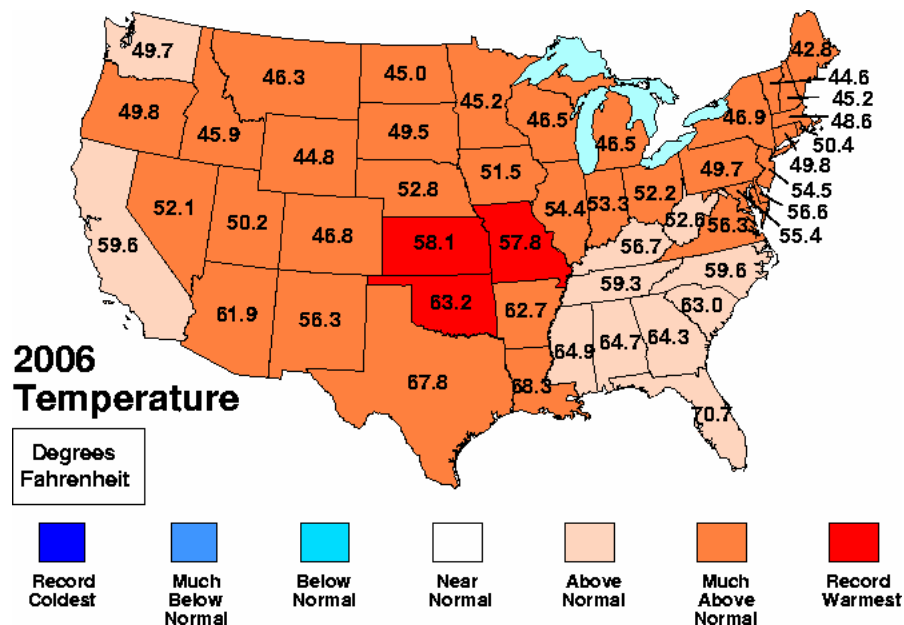 49.7
46.3
45.0
45.2
42.8
44.6
45.2
48.6
50.4
49.8
54.5
56.6
55.4
49.8
45.9
44.8
49.5
46.5
46.5
46.9
49.7
52.1
50.2
46.8
52.8
51.5
54.4
53.3
52.2
52.6
56.3
59.6
58.1
57.8
56.7
59.3
59.6
61.9
56.3
63.2
62.7
63.0
64.9
64.7
64.3
67.8
68.3
70.7
2006
Temperature
Degrees
Fahrenheit
Record
Coldest
Much
Below
Normal
Below
Normal
Near
Normal
Above
Normal
Much
Above
Normal
Record
Warmest